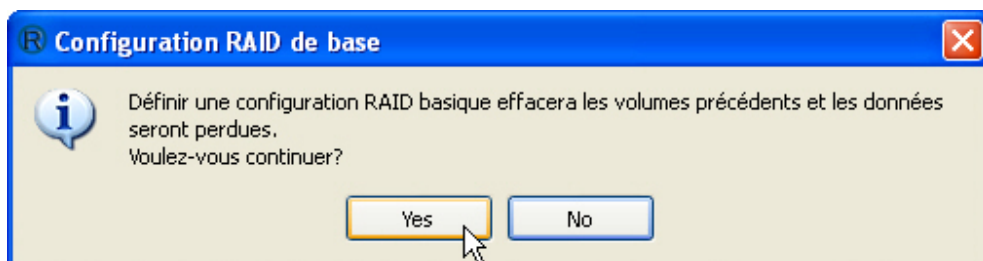 R Configuration RAID de base
Définir une configuration RAID basique effacera les volumes précédents et les données
seront perdues.
Voulez-vous continuer?
Yes No